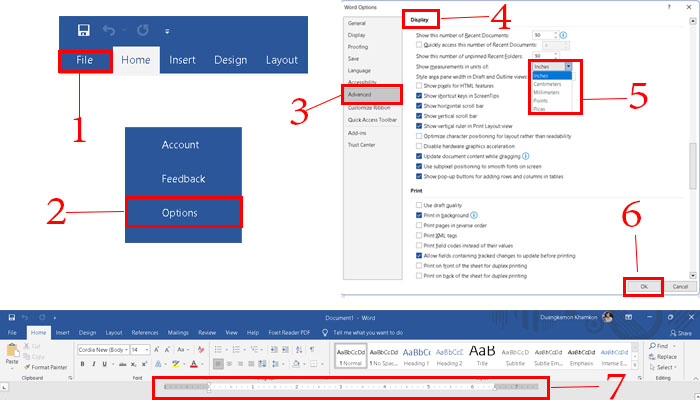 File Home Insert Design Layout
1
Account
Feedback
2 Options
Word Options
General
Display
Proofing
Save
Language
Accessibility
3 Advanced
Customize Ribbon
Quick Access Toolbar
Add-ins
Trust Center
Display 4
Show this number of Recent Documents: 50
Quickly access this number of Recent Documents: 4
Show this number of unpinned Recent Folders: 50
Show measurements in units of: Inches
Style area pane width in Draft and Outline views:
Inches
Centimeters
Millimeters
Points
Picas
5
Show pixels for HTML features
Show shortcut keys in ScreenTips
Show horizontal scroll bar
Show vertical scroll bar
Show vertical ruler in Print Layout view
Optimize character positioning for layout rather than readability
Disable hardware graphics acceleration
Update document content while dragging
Use subpixel positioning to smooth fonts on screen
Show pop-up buttons for adding rows and columns in tables
Print
Use draft quality
Print in background
Print pages in reverse order
Print XML tags
Print field codes instead of their values
Allow fields containing tracked changes to update before printing
Print on front of the sheet for duplex printing
Print on back of the sheet for duplex printing
6
OK Cancel
Document1 - Word Duangkamon Khamkon
File Home Insert Design Layout References Mailings Review View Help Foxit Reader PDF Tell me what you want to do Share
Paste Cut Copy Format Painter
Clipboard
Cordia New (Body) 14
Font
AaBbCcDd AaBbCcDd AaBbCc AaBbCcC AaB AaBbCcC AaBbCcDd AaBbCcDd AaBbCcDd
1 Normal 1 No Spac... Heading 1 Heading 2 Title Subtitle Subtle Em... Emphasis Intense E...
Find
Replace
Select
Editing
1 2 3 4 5 6 7
7